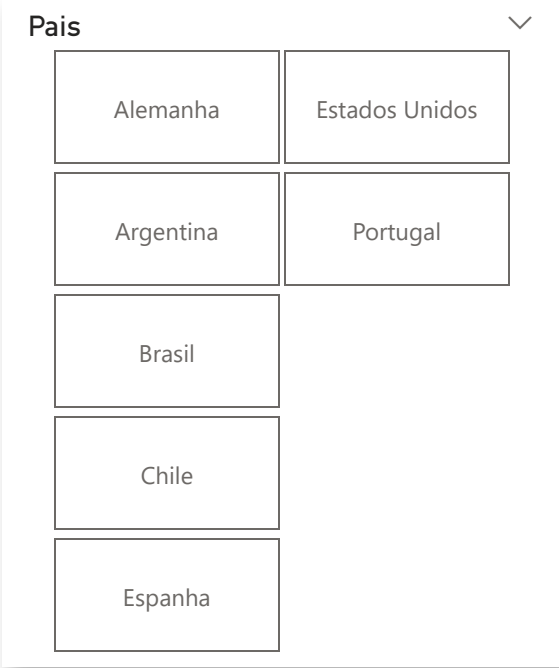 Pais
Alemanha
Estados Unidos
Argentina
Portugal
Brasil
Chile
Espanha